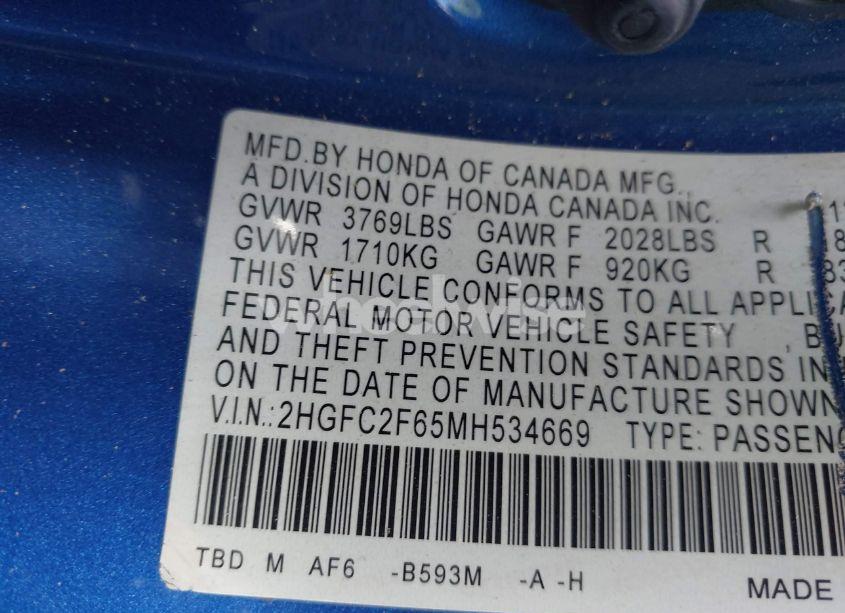 MFD.BY HONDA OF CANADA MFG.,
A DIVISION OF HONDA CANADA INC.
GVWR 3769LBS GAWR F 2028LBS R
GVWR 1710KG GAWR F 920KG R
THIS VEHICLE CONFORMS TO ALL
FEDERAL MOTOR VEHICLE SAFETY
AND THEFT PREVENTION STANDARDS IN
ON THE DATE OF MANUFACTURE
V.I.N.:2HGFC2F65MH534669 TYPE:
TBD M AF6 -B593M -A -H
MADE
wheelwise